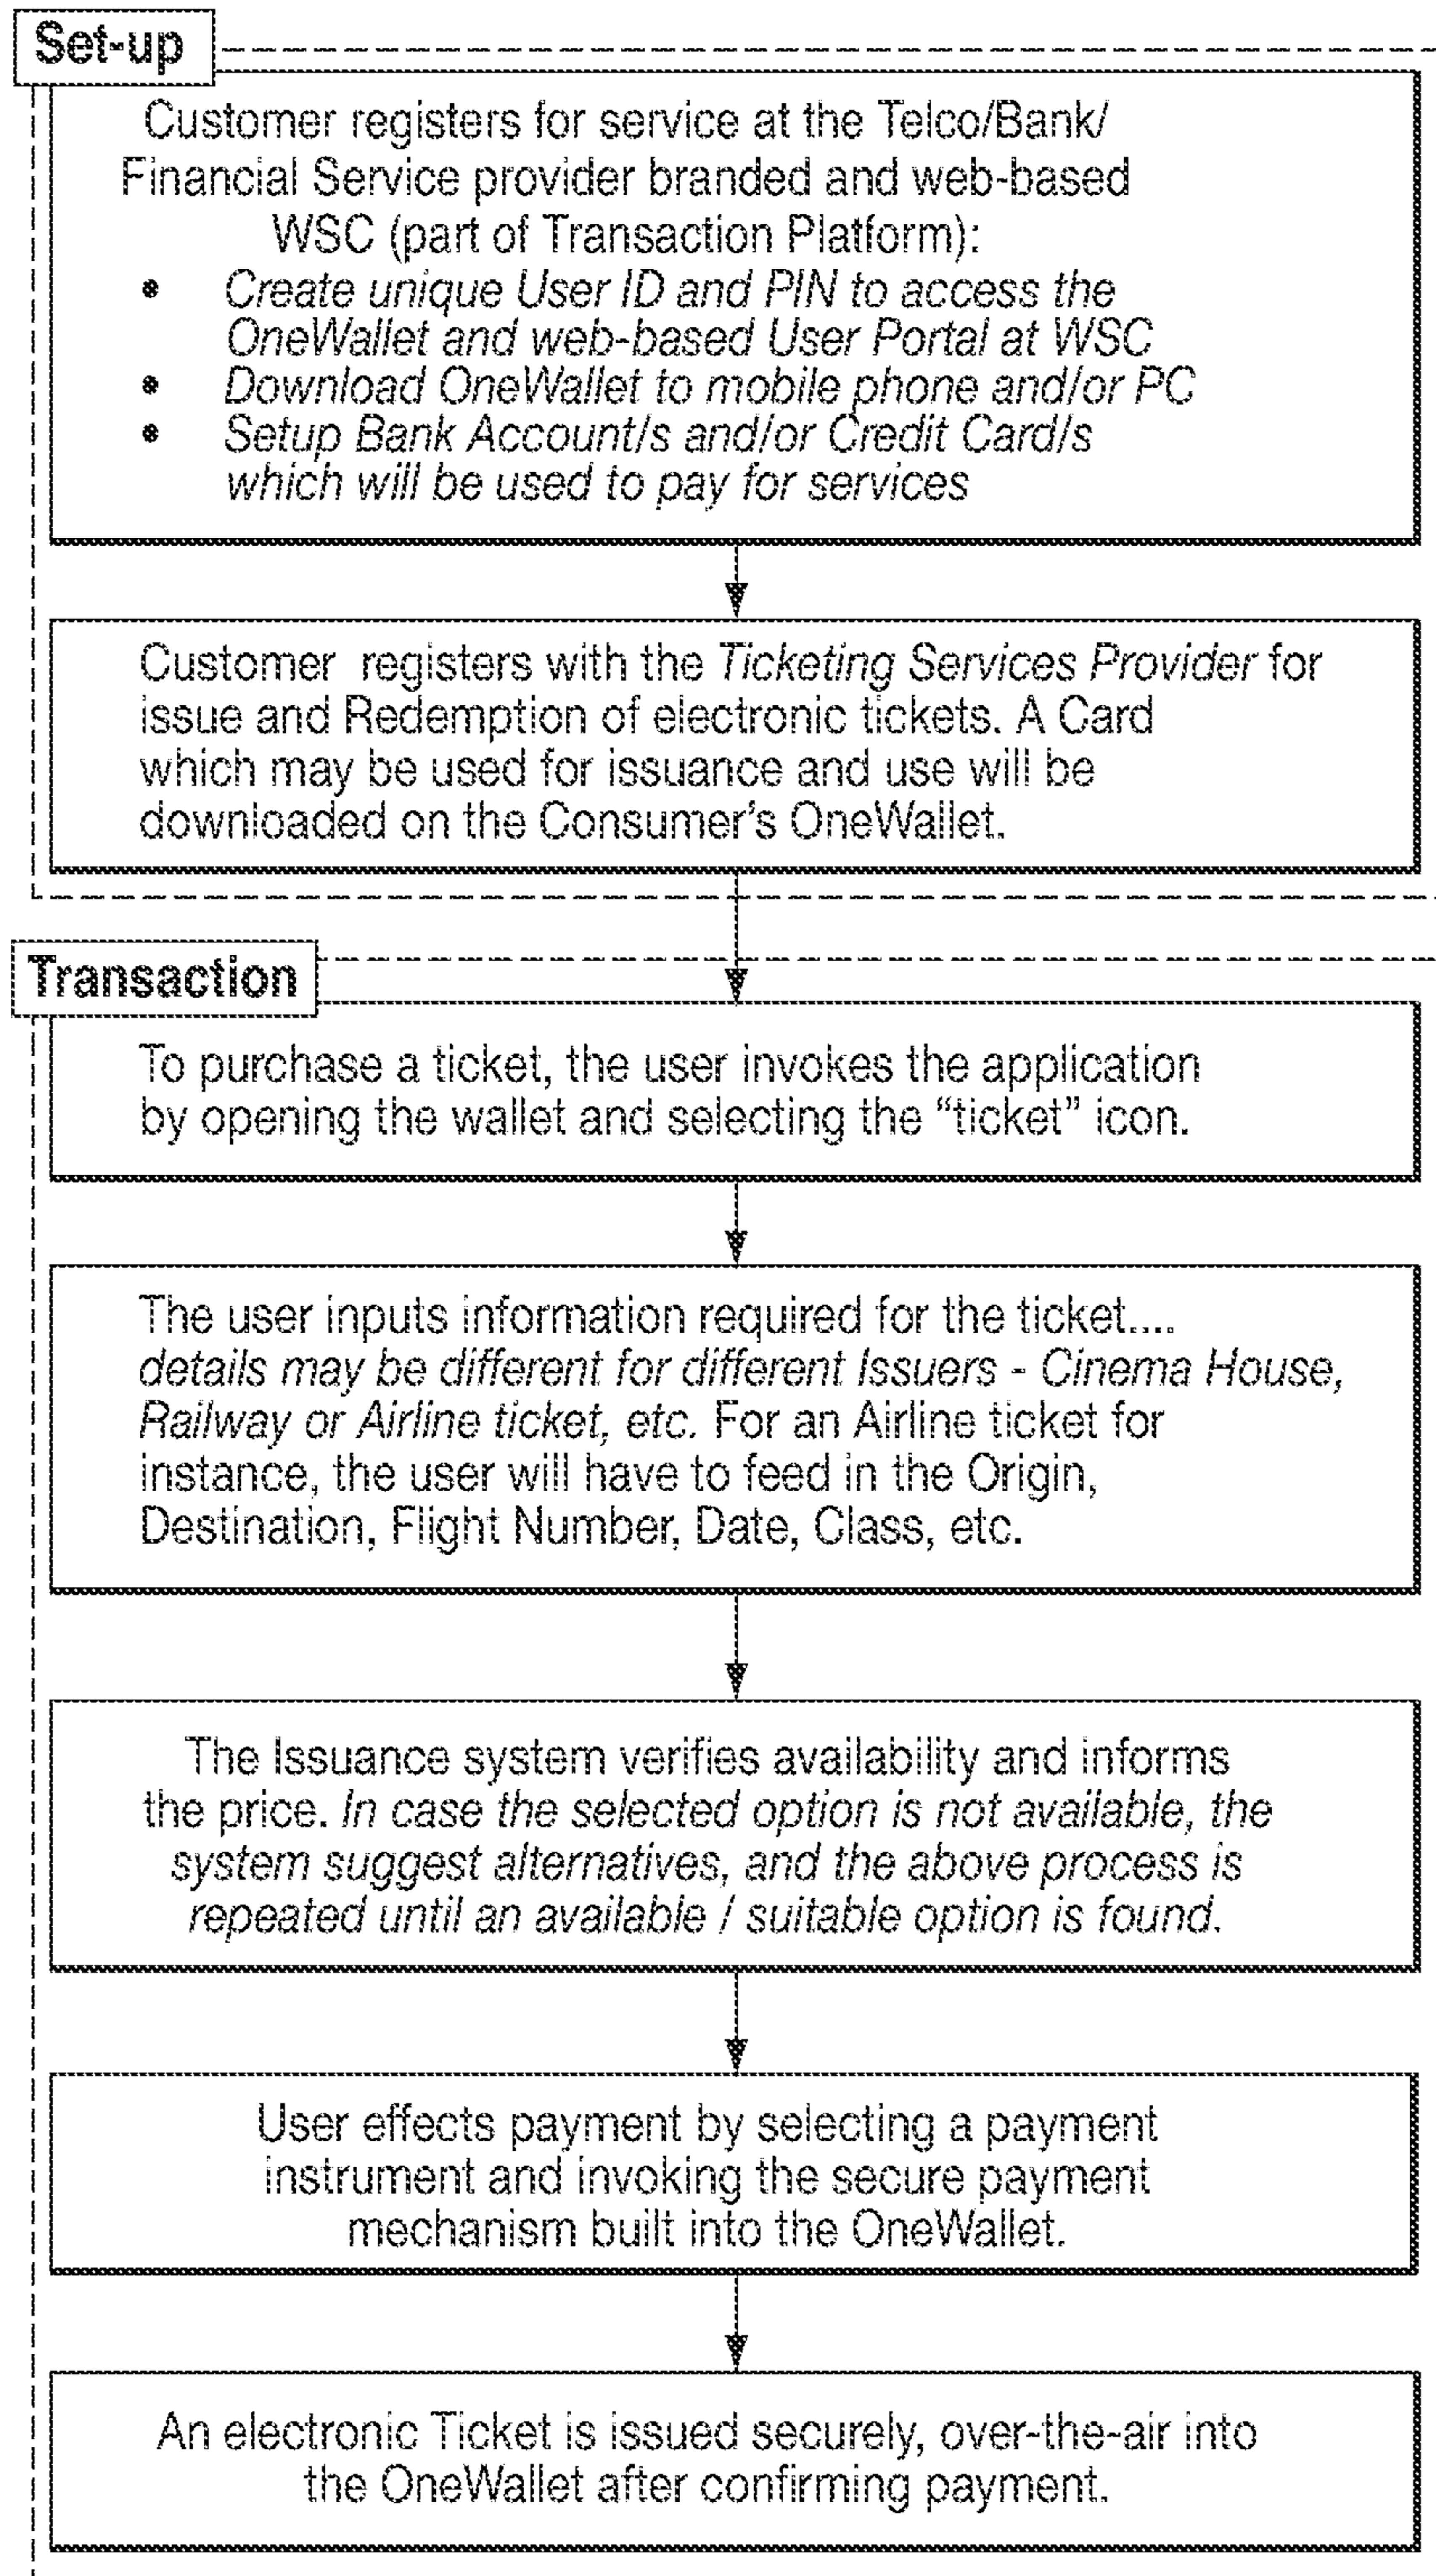 Set-up
Customer registers for service at the Telco/Bank/
Financial Service provider branded and web-based
WSC (part of Transaction Platform):
• Create unique User ID and PIN to access the
OneWallet and web-based User Portal at WSC
• Download OneWallet to mobile phone and/or PC
• Setup Bank Account/s and/or Credit Card/s
which will be used to pay for services
Customer registers with the Ticketing Services Provider for
issue and Redemption of electronic tickets. A Card
which may be used for issuance and use will be
downloaded on the Consumer's OneWallet.
Transaction
To purchase a ticket, the user invokes the application
by opening the wallet and selecting the “ticket” icon.
The user inputs information required for the ticket....
details may be different for different Issuers - Cinema House,
Railway or Airline ticket, etc. For an Airline ticket for
instance, the user will have to feed in the Origin,
Destination, Flight Number, Date, Class, etc.
The Issuance system verifies availability and informs
the price. In case the selected option is not available, the
system suggest alternatives, and the above process is
repeated until an available / suitable option is found.
User effects payment by selecting a payment
instrument and invoking the secure payment
mechanism built into the OneWallet.
An electronic Ticket is issued securely, over-the-air into
the OneWallet after confirming payment.